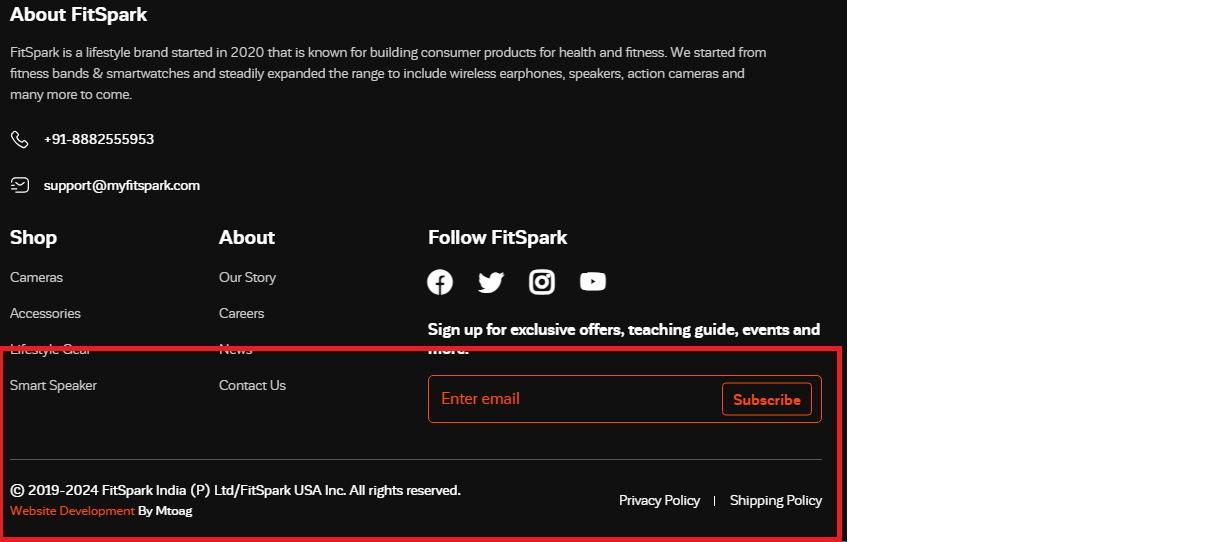 About FitSpark
FitSpark is a lifestyle brand started in 2020 that is known for building consumer products for health and fitness. We started from
fitness bands & smartwatches and steadily expanded the range to include wireless earphones, speakers, action cameras and
many more to come.
+91-8882555953
support@myfitspark.com
Shop
Cameras
Accessories
Lifestyle Gear
Smart Speaker
About
Our Story
Careers
News
Contact Us
Follow FitSpark
Sign up for exclusive offers, teaching guide, events and
more.
Enter email
Subscribe
© 2019-2024 FitSpark India (P) Ltd/FitSpark USA Inc. All rights reserved.
Website Development By Mtoag
Privacy Policy | Shipping Policy